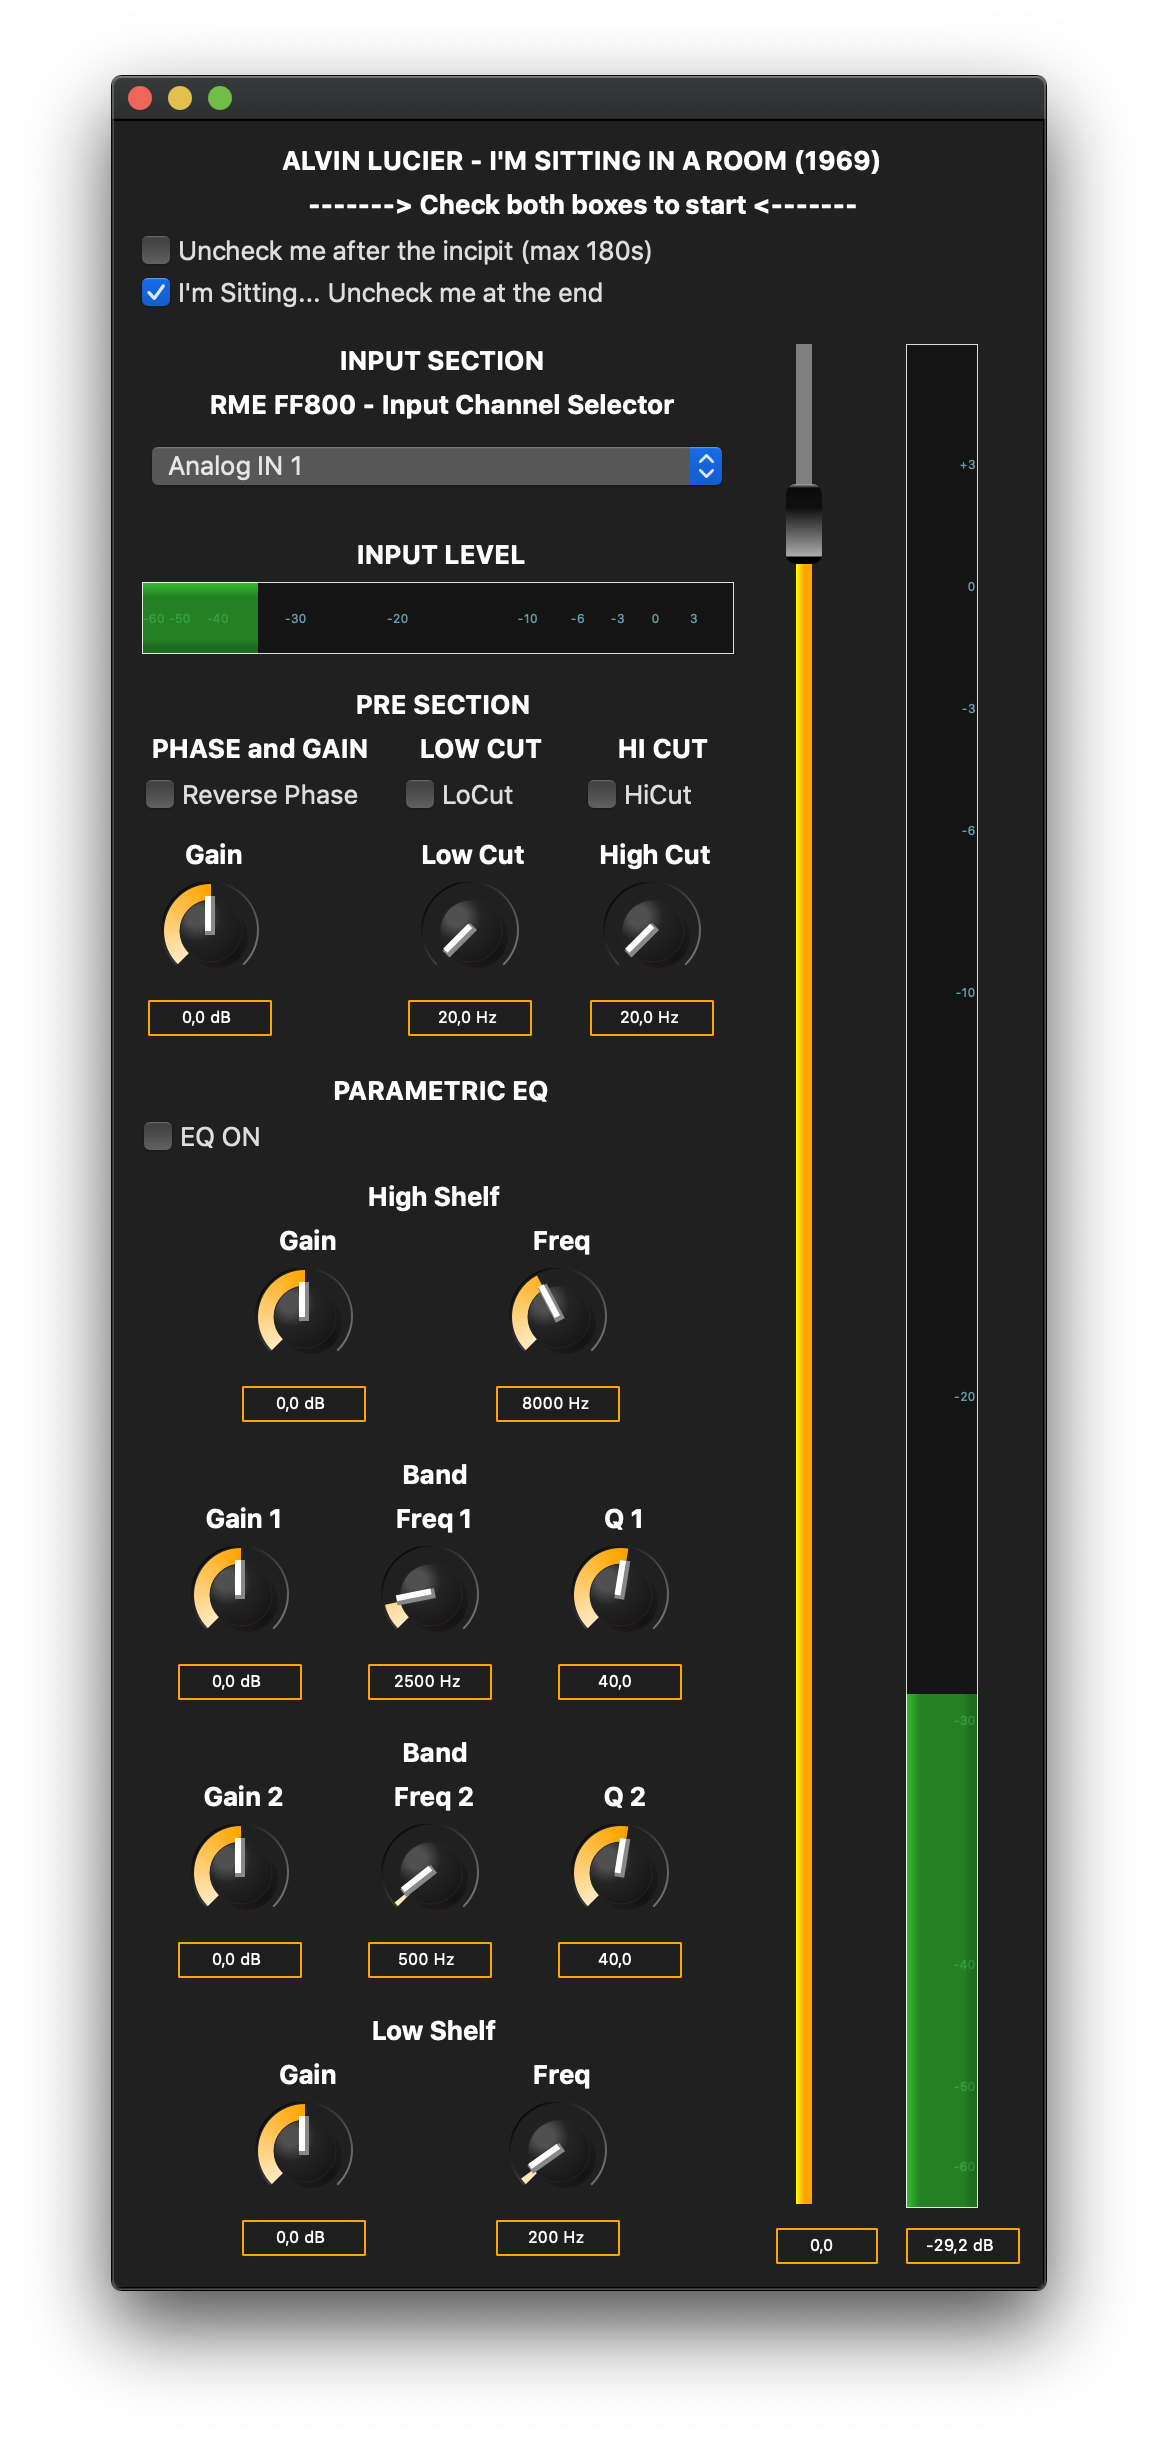 ALVIN LUCIER - I'M SITTING IN A ROOM (1969)
-------> Check both boxes to start <-------
Uncheck me after the incipit (max 180s)
I'm Sitting... Uncheck me at the end
INPUT SECTION
RME FF800 - Input Channel Selector
Analog IN 1
INPUT LEVEL
-60 -50 -40 -30 -20 -10 -6 -3 0 3
PRE SECTION
PHASE and GAIN LOW CUT HI CUT
Reverse Phase LoCut HiCut
Gain Low Cut High Cut
0,0 dB 20,0 Hz 20,0 Hz
PARAMETRIC EQ
EQ ON
High Shelf
Gain Freq
0,0 dB 8000 Hz
Band
Gain 1 Freq 1 Q 1
0,0 dB 2500 Hz 40,0
Band
Gain 2 Freq 2 Q 2
0,0 dB 500 Hz 40,0
Low Shelf
Gain Freq
0,0 dB 200 Hz
0,0
+3
0
-3
-6
-10
-20
-30
-40
-50
-60
-29,2 dB